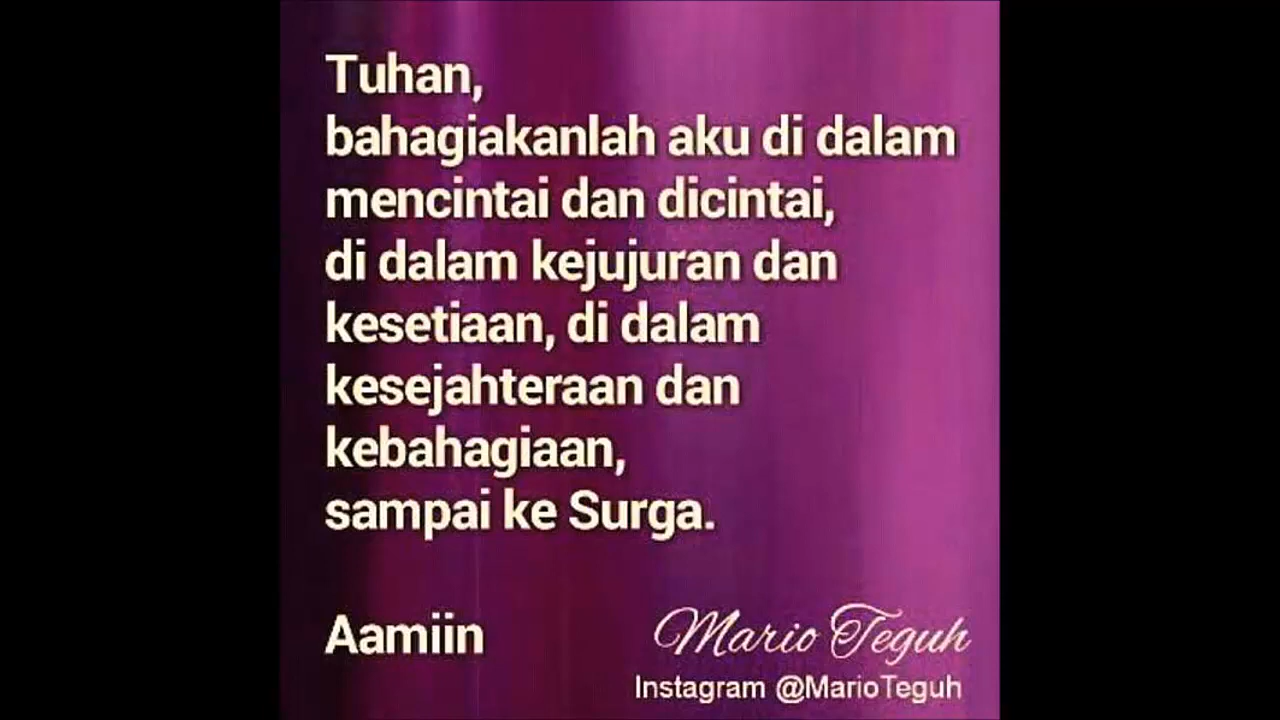 Tuhan,
bahagiakanlah aku di dalam
mencintai dan dicintai,
di dalam kejujuran dan
kesetiaan, di dalam
kesejahteraan dan
kebahagiaan,
sampai ke Surga.
Aamiin
Mario Teguh
Instagram @MarioTeguh